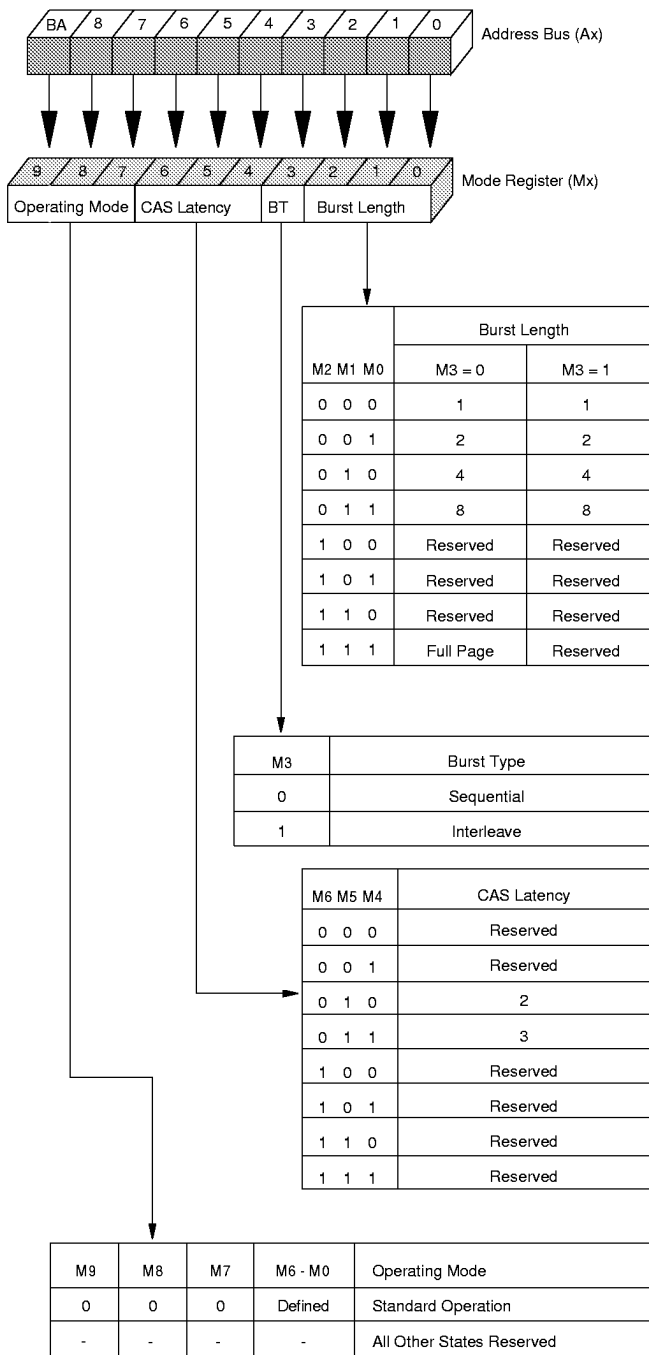 BA 8 7 6 5 4 3 2 1 0
Address Bus (Ax)
9 8 7 6 5 4 3 2 1 0
Mode Register (Mx)
Operating Mode CAS Latency BT Burst Length
Burst Length
M2 M1 M0 M3 = 0 M3 = 1
0 0 0 1 1
0 0 1 2 2
0 1 0 4 4
0 1 1 8 8
1 0 0 Reserved Reserved
1 0 1 Reserved Reserved
1 1 0 Reserved Reserved
1 1 1 Full Page Reserved
M3 Burst Type
0 Sequential
1 Interleave
M6 M5 M4 CAS Latency
0 0 0 Reserved
0 0 1 Reserved
0 1 0 2
0 1 1 3
1 0 0 Reserved
1 0 1 Reserved
1 1 0 Reserved
1 1 1 Reserved
M9 M8 M7 M6 - M0 Operating Mode
0 0 0 Defined Standard Operation
- - - - All Other States Reserved